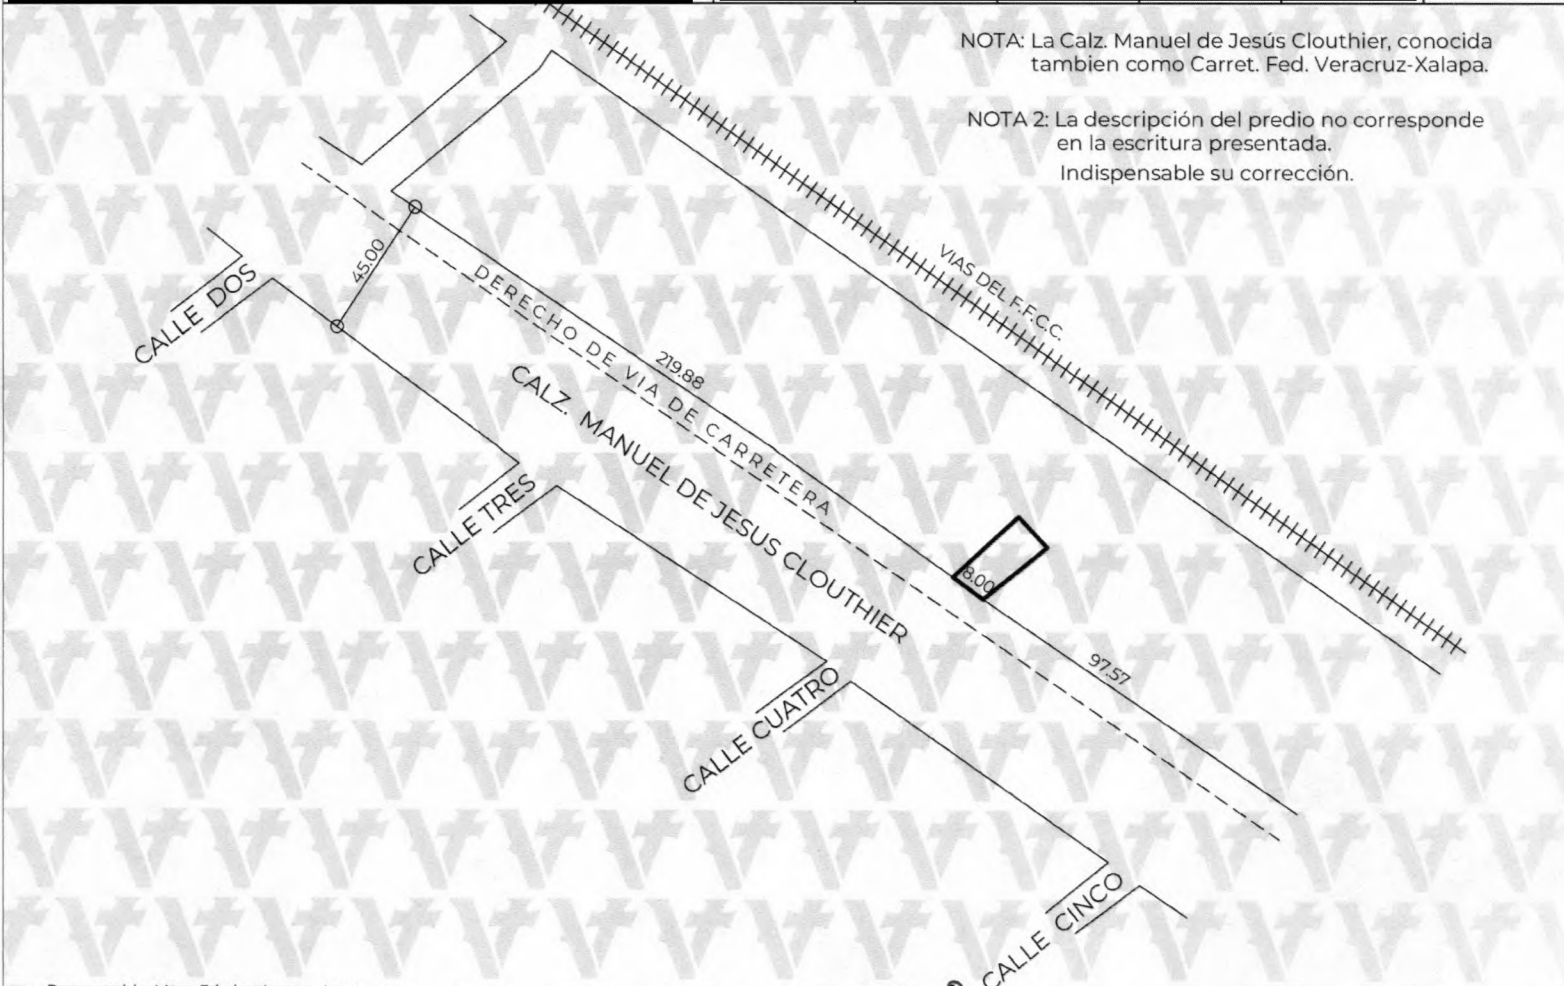 NOTA: La Calz. Manuel de Jesús Clouthier, conocida
tambien como Carret. Fed. Veracruz-Xalapa.
NOTA 2: La descripción del predio no corresponde
en la escritura presentada.
Indispensable su corrección.
VIAS DEL F.F.C.C.
45.00
CALLE DOS
DERECHO DE VIA DE CARRETERA
219.88
CALZ. MANUEL DE JESUS CLOUTHIER
CALLE TRES
8.00
97.57
CALLE CUATRO
CALLE CINCO